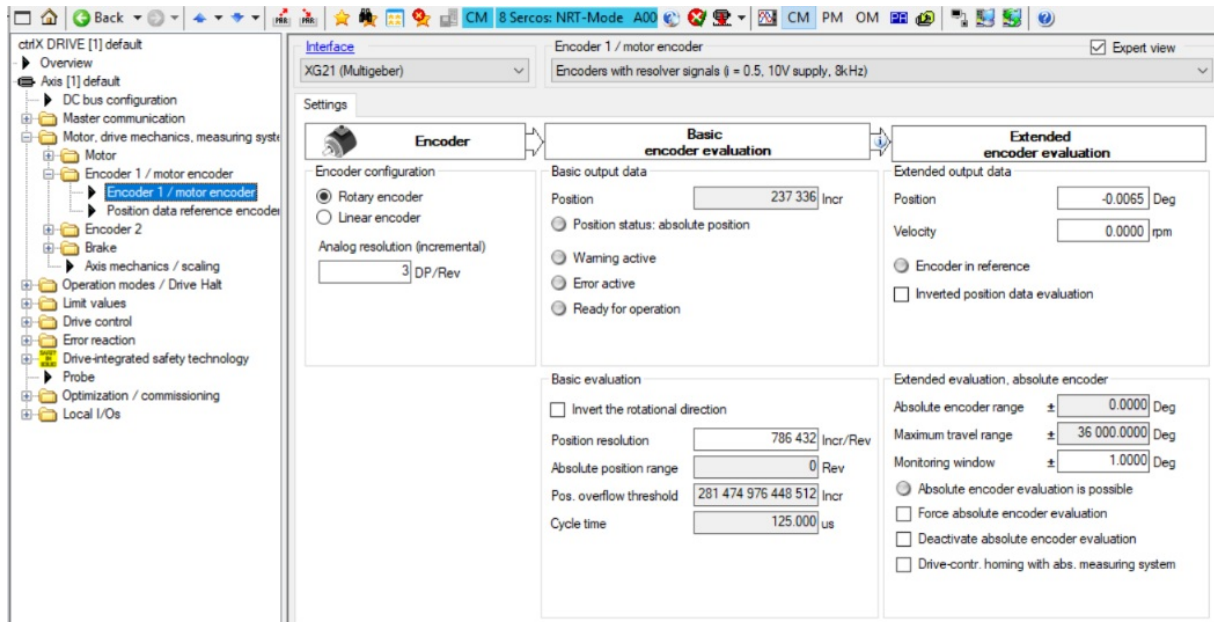 Back
PAR
PAR
CM
8 Sercos: NRT-Mode A00
CM
PM
OM
ctrlX DRIVE [1] default
Overview
Axis [1] default
DC bus configuration
Master communication
Motor, drive mechanics, measuring syste
Motor
Encoder 1 / motor encoder
Encoder 1 / motor encoder
Position data reference encoder
Encoder 2
Brake
Axis mechanics / scaling
Operation modes / Drive Halt
Limit values
Drive control
Error reaction
Drive-integrated safety technology
Probe
Optimization / commissioning
Local I/Os
Interface
XG21 (Multigeber)
Encoder 1 / motor encoder
Expert view
Encoders with resolver signals (i = 0.5, 10V supply, 8kHz)
Settings
Encoder
Basic
encoder evaluation
Extended
encoder evaluation
Encoder configuration
Rotary encoder
Linear encoder
Analog resolution (incremental)
3 DP/Rev
Basic output data
Position 237 336 Incr
Position status: absolute position
Warning active
Error active
Ready for operation
Extended output data
Position -0.0065 Deg
Velocity 0.0000 rpm
Encoder in reference
Inverted position data evaluation
Basic evaluation
Invert the rotational direction
Position resolution 786 432 Incr/Rev
Absolute position range 0 Rev
Pos. overflow threshold 281 474 976 448 512 Incr
Cycle time 125.000 us
Extended evaluation, absolute encoder
Absolute encoder range ± 0.0000 Deg
Maximum travel range ± 36 000.0000 Deg
Monitoring window ± 1.0000 Deg
Absolute encoder evaluation is possible
Force absolute encoder evaluation
Deactivate absolute encoder evaluation
Drive-contr. homing with abs. measuring system